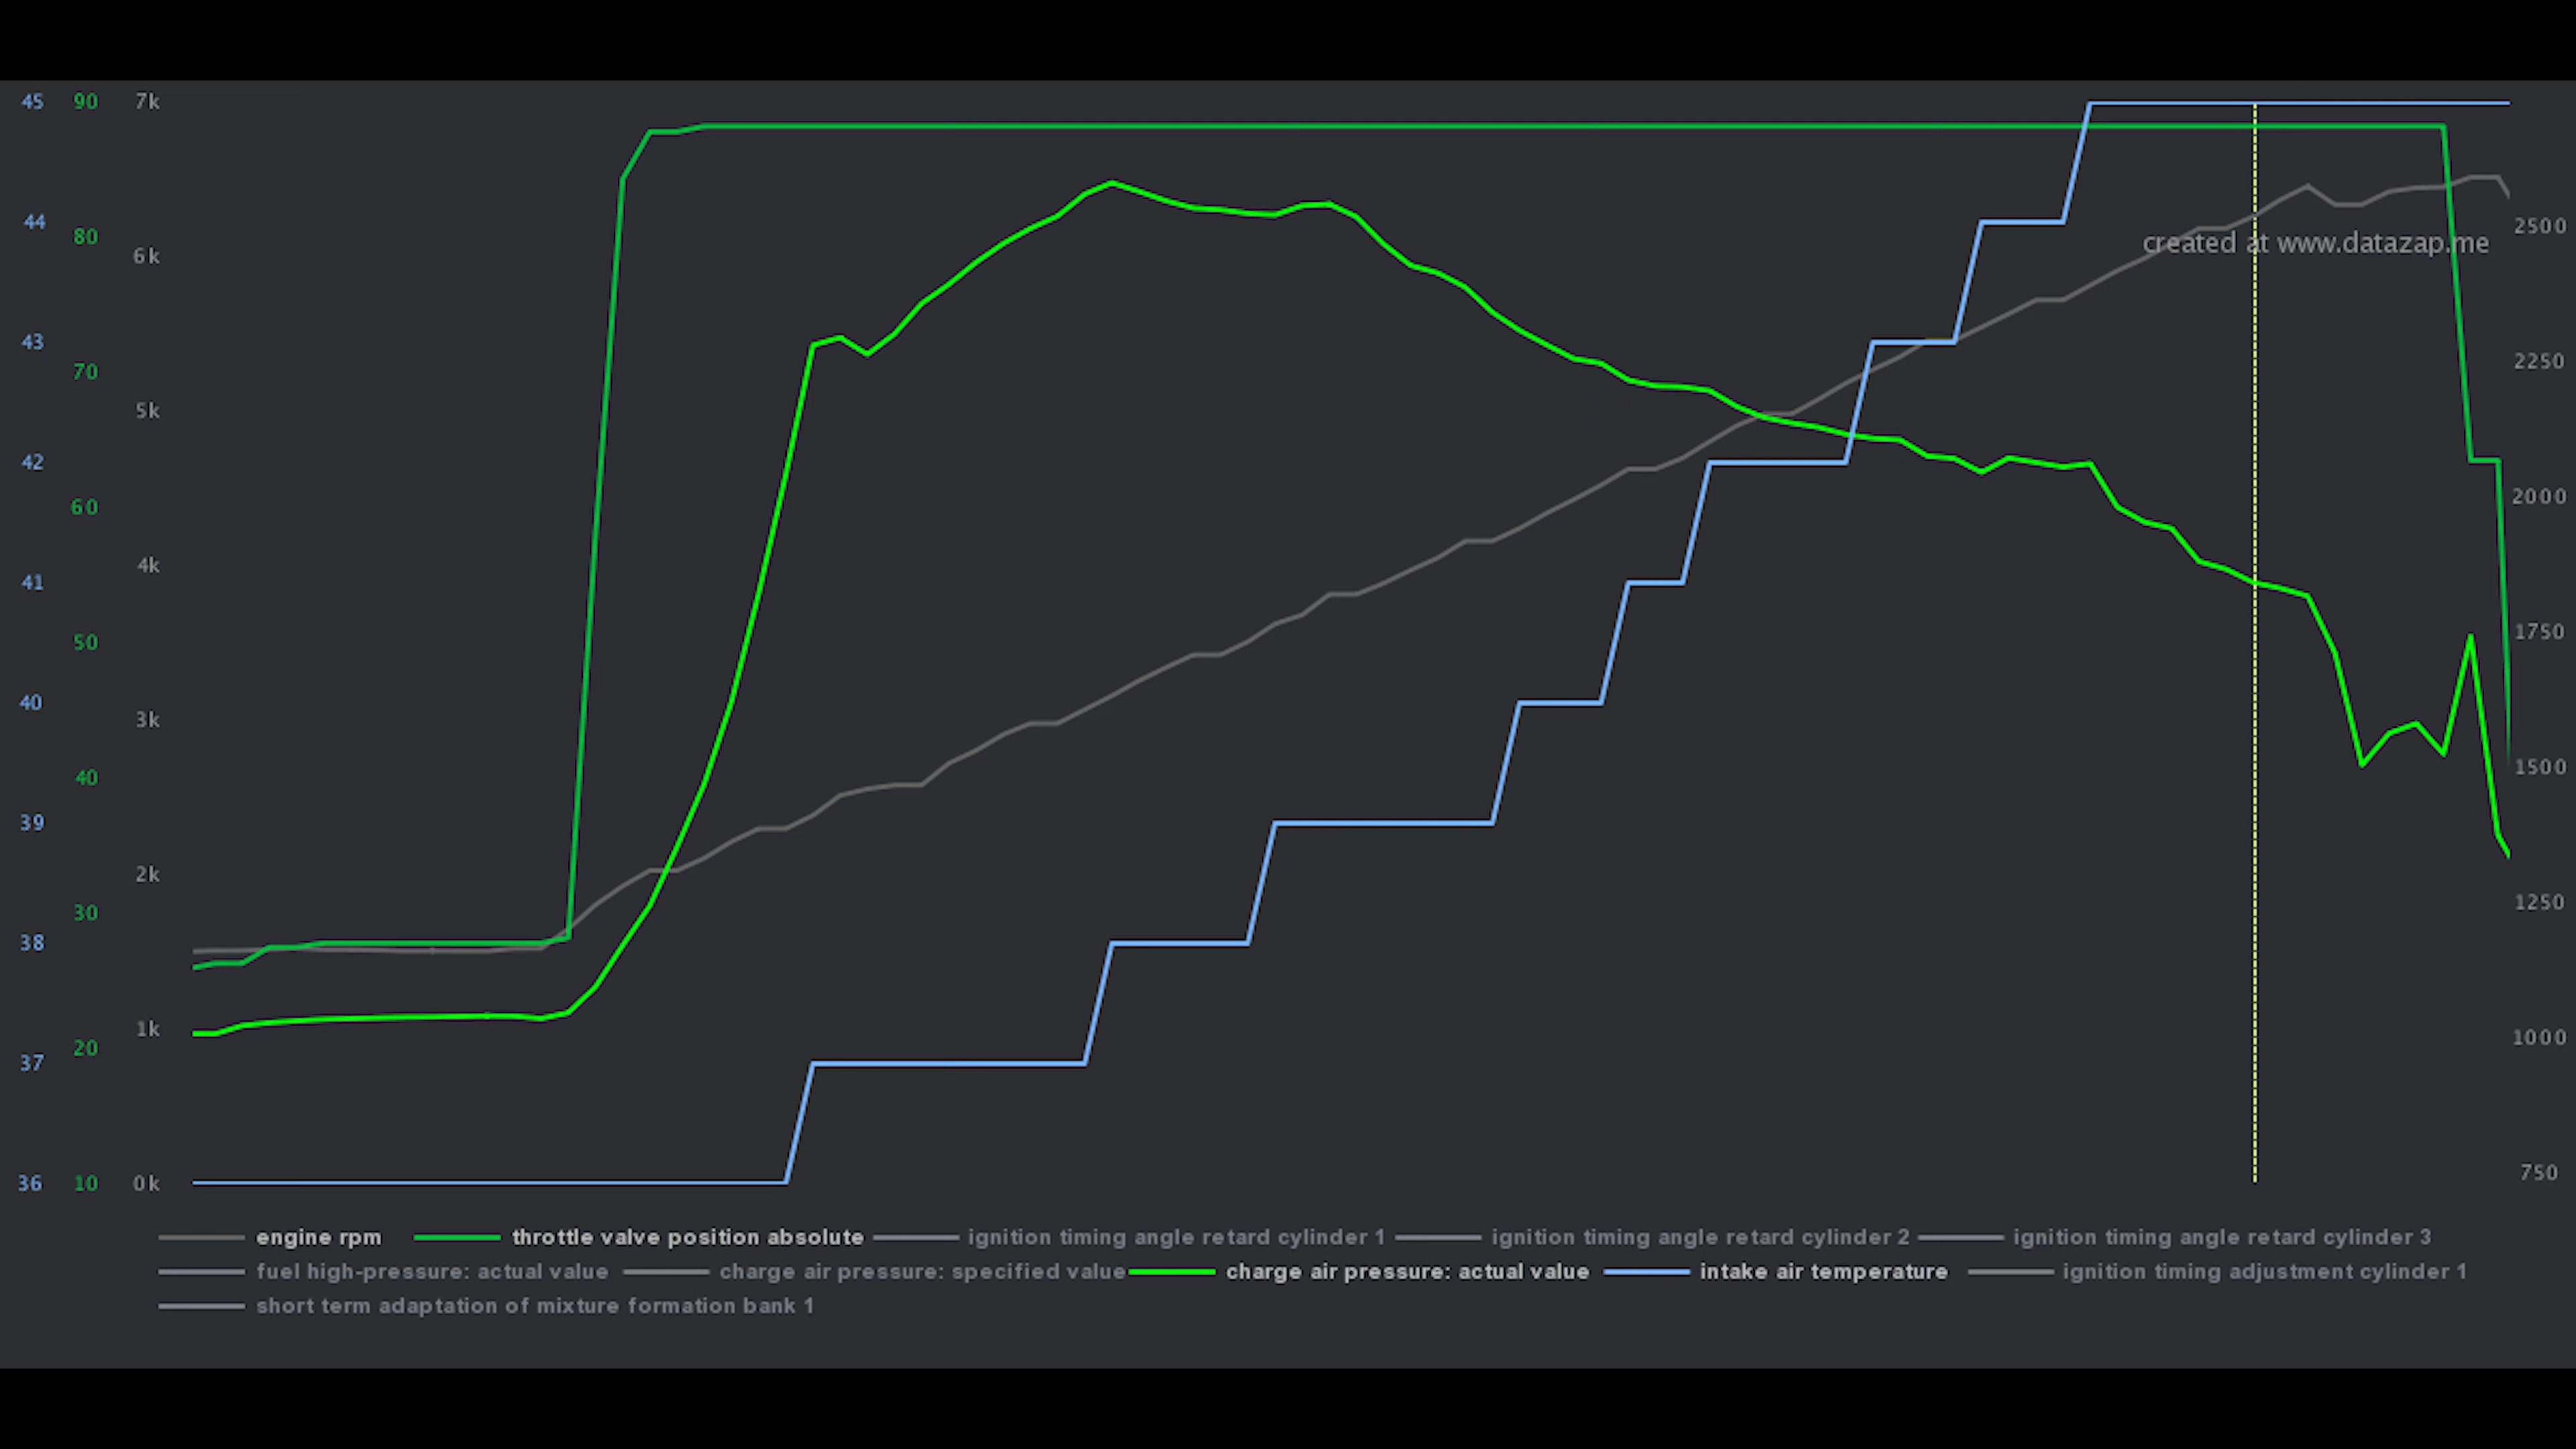 45 90 7k
44 80 6k 2500
created at www.datazap.me
43 70 5k 2250
42 60 4k 2000
41 50 3k 1750
40 40 2k 1500
39 30 1k 1250
38 20 1000
37
36 10 0k 750
engine rpm throttle valve position absolute ignition timing angle retard cylinder 1 ignition timing angle retard cylinder 2 ignition timing angle retard cylinder 3
fuel high-pressure: actual value charge air pressure: specified value charge air pressure: actual value intake air temperature ignition timing adjustment cylinder 1
short term adaptation of mixture formation bank 1